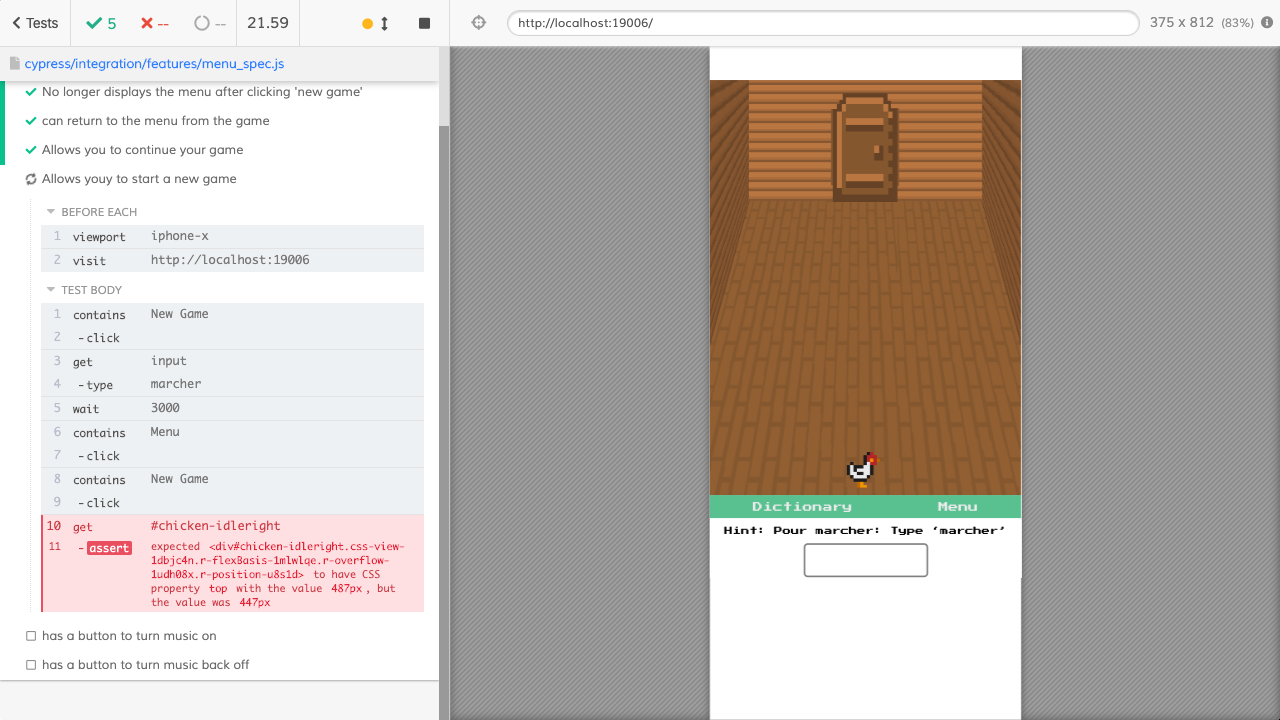 Tests
5
--
--
21.59
http://localhost:19006/
375 x 812 (83%)
cypress/integration/features/menu_spec.js
No longer displays the menu after clicking 'new game'
can return to the menu from the game
Allows you to continue your game
Allows youy to start a new game
BEFORE EACH
1 viewport iphone-x
2 visit http://localhost:19006
TEST BODY
1 contains New Game
2 -click
3 get input
4 -type marcher
5 wait 3000
6 contains Menu
7 -click
8 contains New Game
9 -click
10 get #chicken-idleright
11 -assert expected <div#chicken-idleright.css-view-
1dbjc4n.r-flexBasis-1mlwlqe.r-overflow-
1udh08x.r-position-u8s1d> to have CSS
property top with the value 487px, but
the value was 447px
has a button to turn music on
has a button to turn music back off
Dictionary Menu
Hint: Pour marcher: Type ‘marcher’